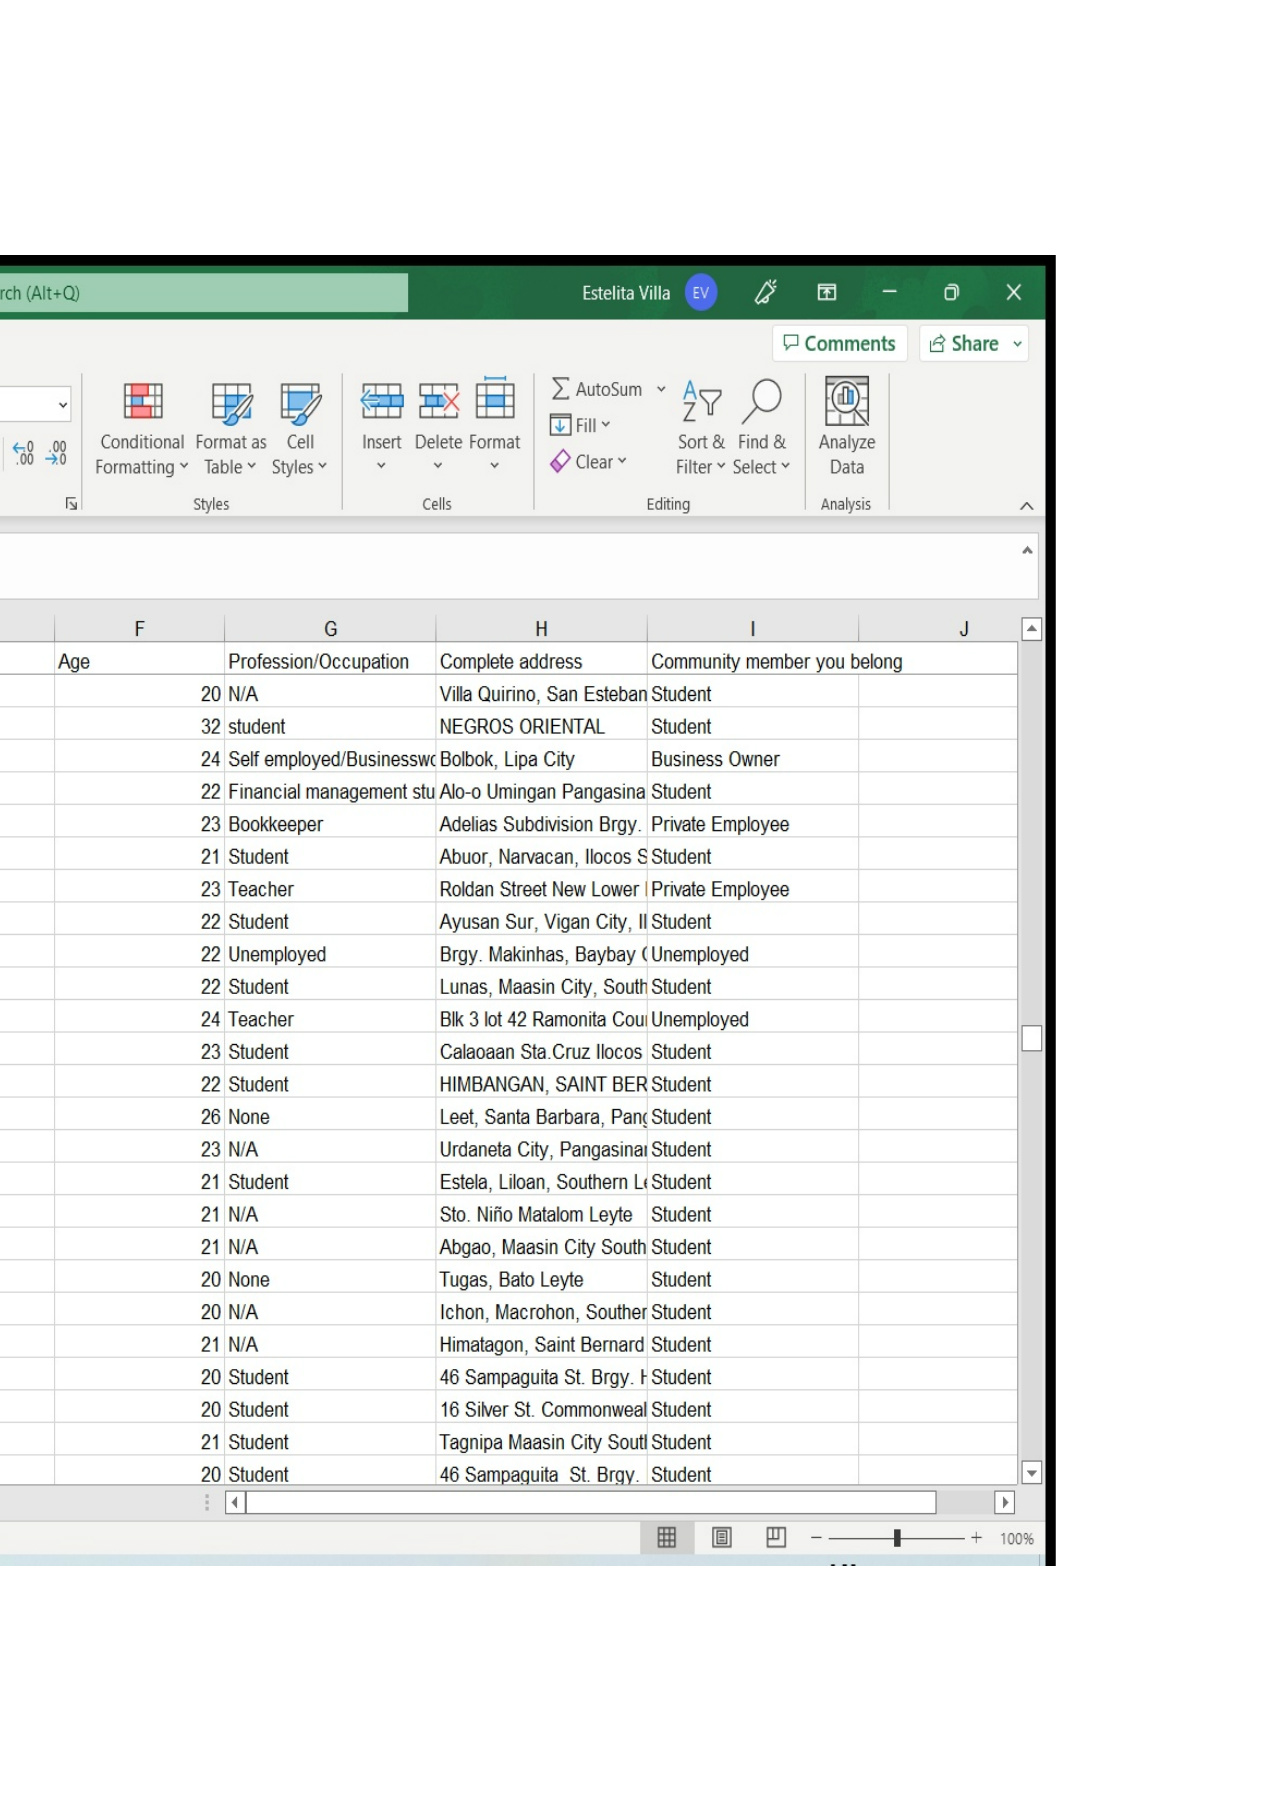 rch (Alt+Q) Estelita Villa EV
Comments Share
Conditional Formatting Format as Table Cell Styles Insert Delete Format AutoSum Fill Clear Sort & Filter Find & Select Analyze Data
Styles Cells Editing Analysis
F G H I J
Age Profession/Occupation Complete address Community member you belong
20 N/A Villa Quirino, San Esteban Student
32 student NEGROS ORIENTAL Student
24 Self employed/Businesswo Bolbok, Lipa City Business Owner
22 Financial management stu Alo-o Umingan Pangasina Student
23 Bookkeeper Adelias Subdivision Brgy. Private Employee
21 Student Abuor, Narvacan, Ilocos S Student
23 Teacher Roldan Street New Lower Private Employee
22 Student Ayusan Sur, Vigan City, Il Student
22 Unemployed Brgy. Makinhas, Baybay Unemployed
22 Student Lunas, Maasin City, South Student
24 Teacher Blk 3 lot 42 Ramonita Cou Unemployed
23 Student Calaoaan Sta.Cruz Ilocos Student
22 Student HIMBANGAN, SAINT BER Student
26 None Leet, Santa Barbara, Pang Student
23 N/A Urdaneta City, Pangasinan Student
21 Student Estela, Liloan, Southern Le Student
21 N/A Sto. Niño Matalom Leyte Student
21 N/A Abgao, Maasin City South Student
20 None Tugas, Bato Leyte Student
20 N/A Ichon, Macrohon, Souther Student
21 N/A Himatagon, Saint Bernard Student
20 Student 46 Sampaguita St. Brgy. H Student
20 Student 16 Silver St. Commonweal Student
21 Student Tagnipa Maasin City South Student
20 Student 46 Sampaguita St. Brgy. Student
100%